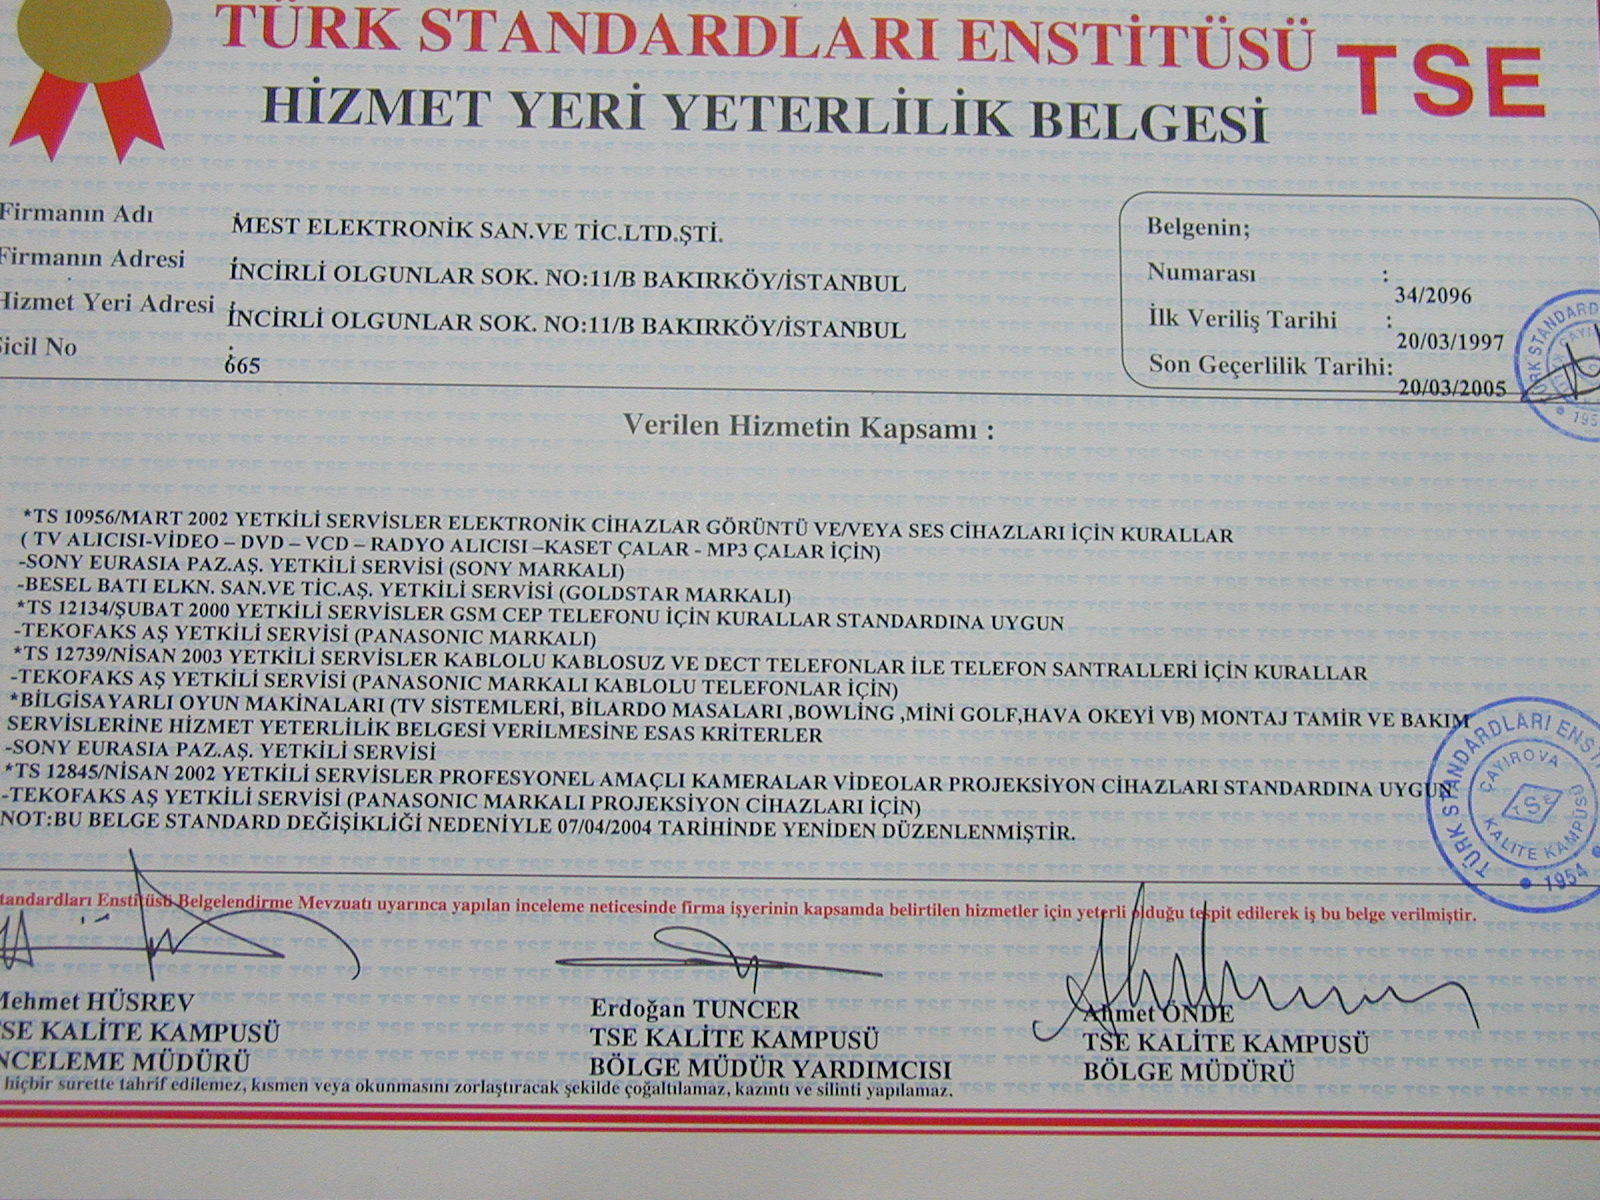 TÜRK STANDARDLARI ENSTİTÜSÜ TSE
HİZMET YERİ YETERLİLİK BELGESİ
Firmanın Adı : MEST ELEKTRONİK SAN.VE TİC.LTD.ŞTİ.
Firmanın Adresi : İNCİRLİ OLGUNLAR SOK. NO:11/B BAKIRKÖY/İSTANBUL
Hizmet Yeri Adresi : İNCİRLİ OLGUNLAR SOK. NO:11/B BAKIRKÖY/İSTANBUL
Sicil No : 665
Belgenin;
Numarası : 34/2096
İlk Veriliş Tarihi : 20/03/1997
Son Geçerlilik Tarihi: 20/03/2005
Verilen Hizmetin Kapsamı :
*TS 10956/MART 2002 YETKİLİ SERVİSLER ELEKTRONİK CİHAZLAR GÖRÜNTÜ VE/VEYA SES CİHAZLARI İÇİN KURALLAR
( TV ALICISI-VİDEO – DVD – VCD – RADYO ALICISI –KASET ÇALAR - MP3 ÇALAR İÇİN)
-SONY EURASIA PAZ.AŞ. YETKİLİ SERVİSİ (SONY MARKALI)
-BESEL BATI ELKN. SAN.VE TİC.AŞ. YETKİLİ SERVİSİ (GOLDSTAR MARKALI)
*TS 12134/ŞUBAT 2000 YETKİLİ SERVİSLER GSM CEP TELEFONU İÇİN KURALLAR STANDARDINA UYGUN
-TEKOFAKS AŞ YETKİLİ SERVİSİ (PANASONIC MARKALI)
*TS 12739/NİSAN 2003 YETKİLİ SERVİSLER KABLOLU KABLOSUZ VE DECT TELEFONLAR İLE TELEFON SANTRALLERİ İÇİN KURALLAR
-TEKOFAKS AŞ YETKİLİ SERVİSİ (PANASONIC MARKALI KABLOLU TELEFONLAR İÇİN)
*BİLGİSAYARLI OYUN MAKİNALARI (TV SİSTEMLERİ, BİLARDO MASALARI ,BOWLİNG ,MİNİ GOLF,HAVA OKEYİ VB) MONTAJ TAMİR VE BAKIM
SERVİSLERİNE HİZMET YETERLİLİK BELGESİ VERİLMESİNE ESAS KRİTERLER
-SONY EURASIA PAZ.AŞ. YETKİLİ SERVİSİ
*TS 12845/NİSAN 2002 YETKİLİ SERVİSLER PROFESYONEL AMAÇLI KAMERALAR VİDEOLAR PROJEKSİYON CİHAZLARI STANDARDINA UYGUN
-TEKOFAKS AŞ YETKİLİ SERVİSİ (PANASONIC MARKALI PROJEKSİYON CİHAZLARI İÇİN)
NOT:BU BELGE STANDARD DEĞİŞİKLİĞİ NEDENİYLE 07/04/2004 TARİHİNDE YENİDEN DÜZENLENMİŞTİR.
TÜRK STANDARDLARI ENSTİ
ÇAYIROVA
TSE
KALİTE KAMPÜSÜ
1954
tandardları Enstitüsü Belgelendirme Mevzuatı uyarınca yapılan inceleme neticesinde firma işyerinin kapsamda belirtilen hizmetler için yeterli olduğu tespit edilerek iş bu belge verilmiştir.
Mehmet HÜSREV
TSE KALİTE KAMPUSÜ
İNCELEME MÜDÜRÜ
Erdoğan TUNCER
TSE KALİTE KAMPUSÜ
BÖLGE MÜDÜR YARDIMCISI
Ahmet ÖNDE
TSE KALİTE KAMPUSÜ
BÖLGE MÜDÜRÜ
hiçbir surette tahrif edilemez, kısmen veya okunmasını zorlaştıracak şekilde çoğaltılamaz, kazıntı ve silinti yapılamaz.